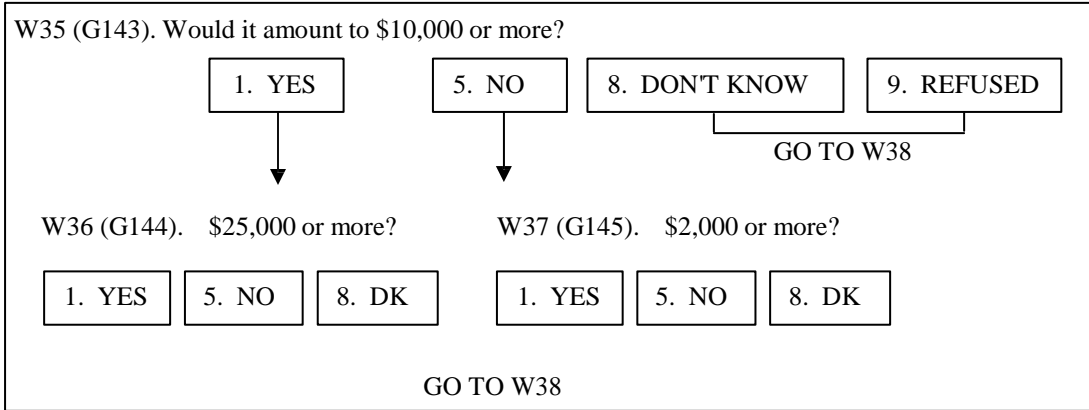 W35 (G143). Would it amount to $10,000 or more?
1. YES 5. NO 8. DON'T KNOW 9. REFUSED
GO TO W38
W36 (G144). $25,000 or more? W37 (G145). $2,000 or more?
1. YES 5. NO 8. DK 1. YES 5. NO 8. DK
GO TO W38